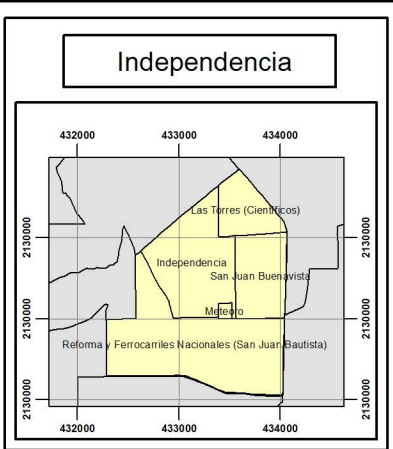 Independencia
432000 433000 434000
Las Torres (Científicos)
2130000 2130000
Independencia
San Juan Buenavista
Meteoro
2130000 2130000
Reforma y Ferrocarriles Nacionales (San Juan Bautista)
2130000 2130000
432000 433000 434000